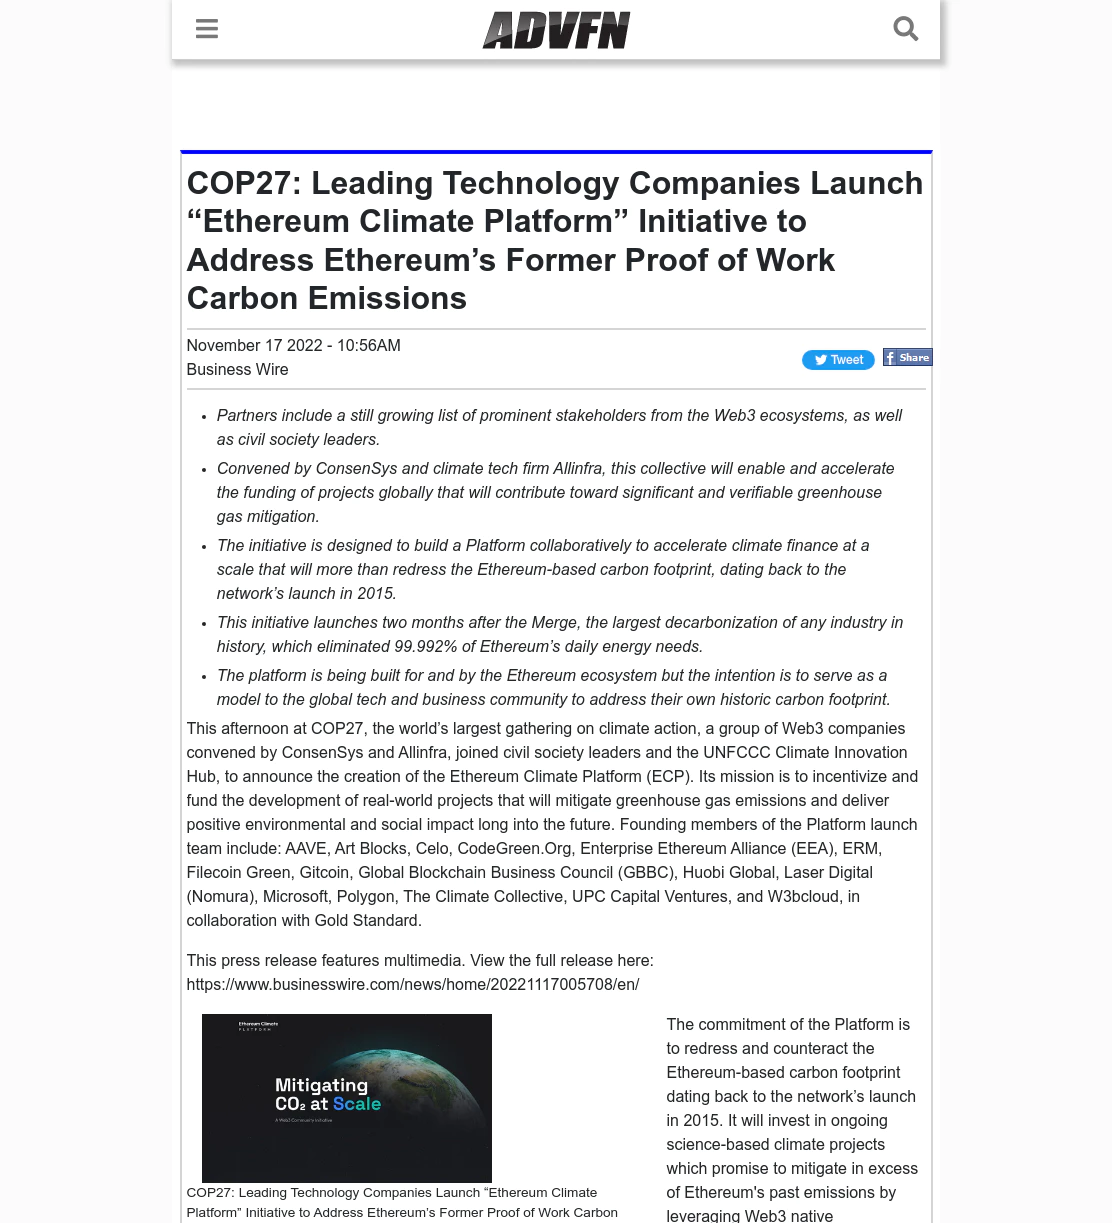 ADVFN
COP27: Leading Technology Companies Launch
“Ethereum Climate Platform” Initiative to
Address Ethereum’s Former Proof of Work
Carbon Emissions
November 17 2022 - 10:56AM
Business Wire
Tweet
Share
• Partners include a still growing list of prominent stakeholders from the Web3 ecosystems, as well
as civil society leaders.
• Convened by ConsenSys and climate tech firm Allinfra, this collective will enable and accelerate
the funding of projects globally that will contribute toward significant and verifiable greenhouse
gas mitigation.
• The initiative is designed to build a Platform collaboratively to accelerate climate finance at a
scale that will more than redress the Ethereum-based carbon footprint, dating back to the
network’s launch in 2015.
• This initiative launches two months after the Merge, the largest decarbonization of any industry in
history, which eliminated 99.992% of Ethereum’s daily energy needs.
• The platform is being built for and by the Ethereum ecosystem but the intention is to serve as a
model to the global tech and business community to address their own historic carbon footprint.
This afternoon at COP27, the world’s largest gathering on climate action, a group of Web3 companies
convened by ConsenSys and Allinfra, joined civil society leaders and the UNFCCC Climate Innovation
Hub, to announce the creation of the Ethereum Climate Platform (ECP). Its mission is to incentivize and
fund the development of real-world projects that will mitigate greenhouse gas emissions and deliver
positive environmental and social impact long into the future. Founding members of the Platform launch
team include: AAVE, Art Blocks, Celo, CodeGreen.Org, Enterprise Ethereum Alliance (EEA), ERM,
Filecoin Green, Gitcoin, Global Blockchain Business Council (GBBC), Huobi Global, Laser Digital
(Nomura), Microsoft, Polygon, The Climate Collective, UPC Capital Ventures, and W3bcloud, in
collaboration with Gold Standard.
This press release features multimedia. View the full release here:
https://www.businesswire.com/news/home/20221117005708/en/
Ethereum Climate
PLATFORM
Mitigating
CO₂ at Scale
A Web3 Community Initiative
COP27: Leading Technology Companies Launch “Ethereum Climate
Platform” Initiative to Address Ethereum’s Former Proof of Work Carbon
The commitment of the Platform is
to redress and counteract the
Ethereum-based carbon footprint
dating back to the network’s launch
in 2015. It will invest in ongoing
science-based climate projects
which promise to mitigate in excess
of Ethereum's past emissions by
leveraging Web3 native